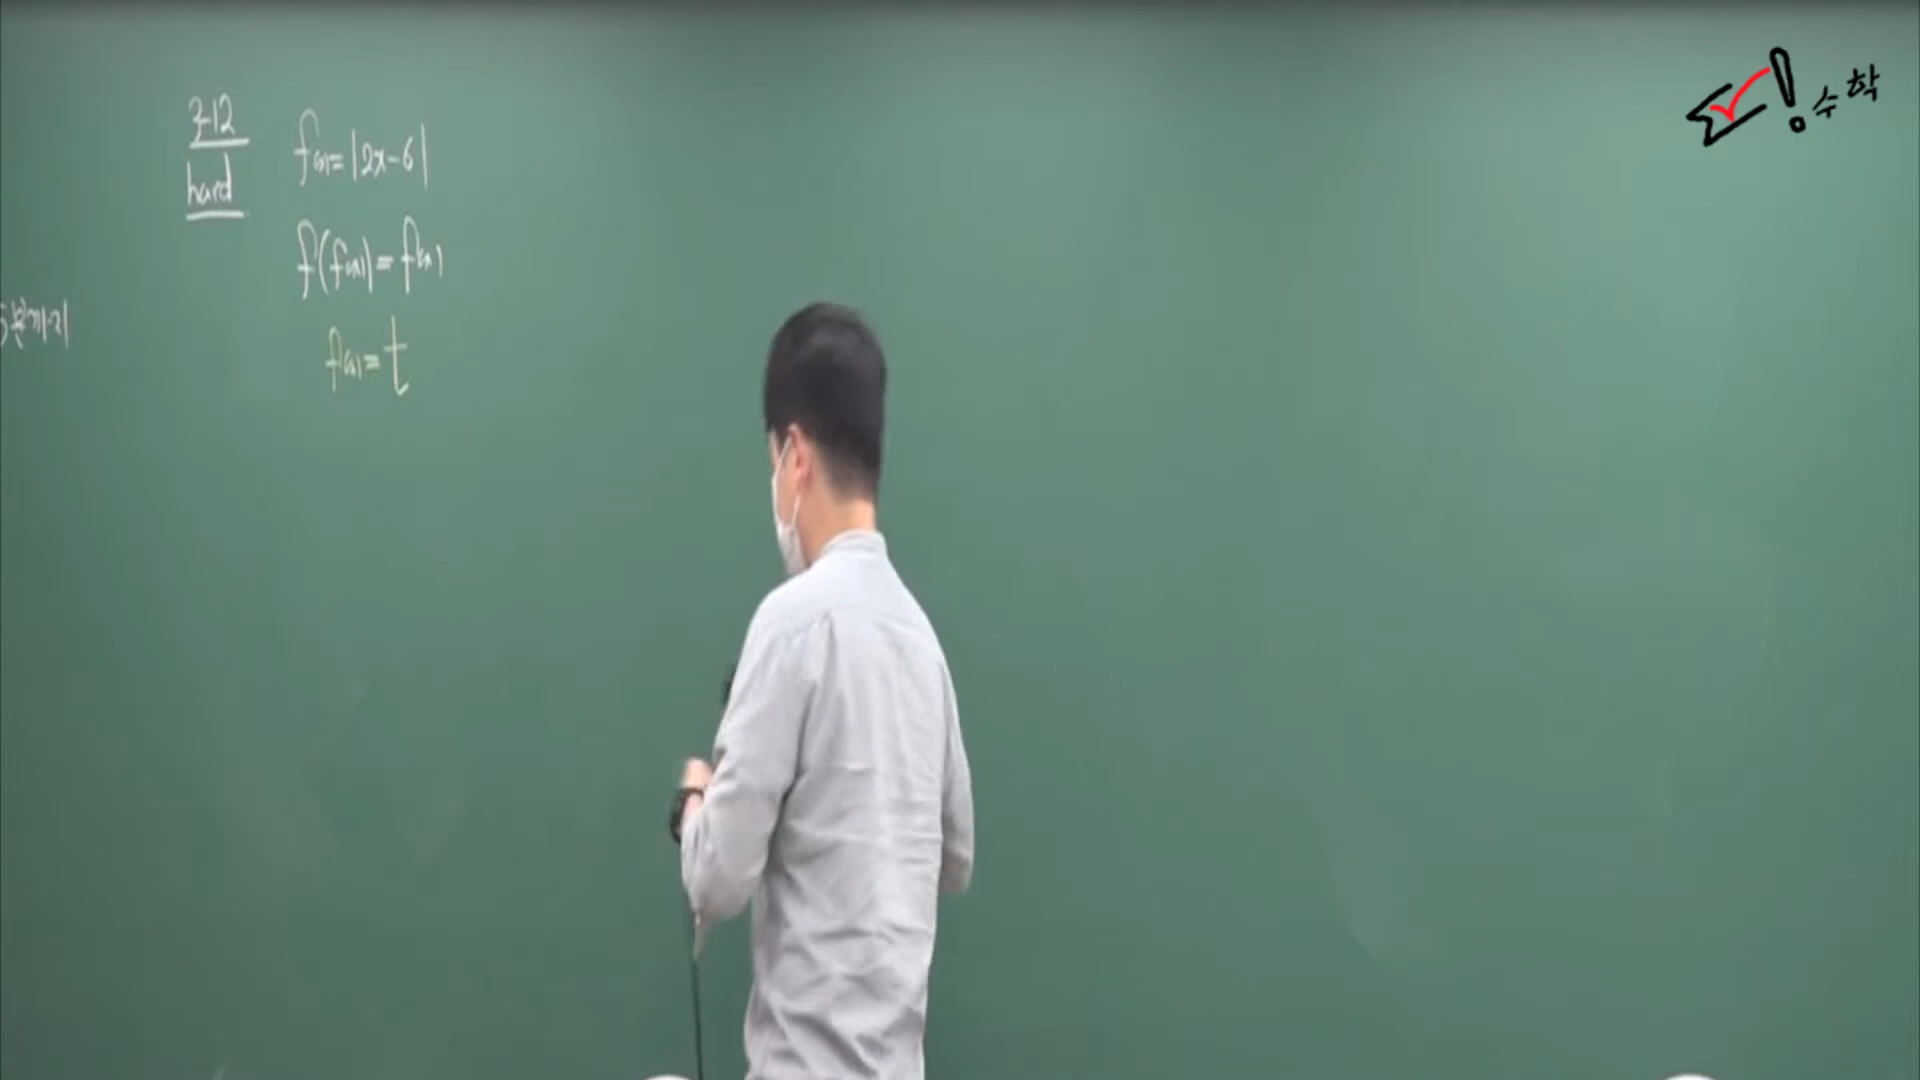 3-12
hard
f(x)=|2x-6|
f(f(x))=f(x)
f(x)=t
수학